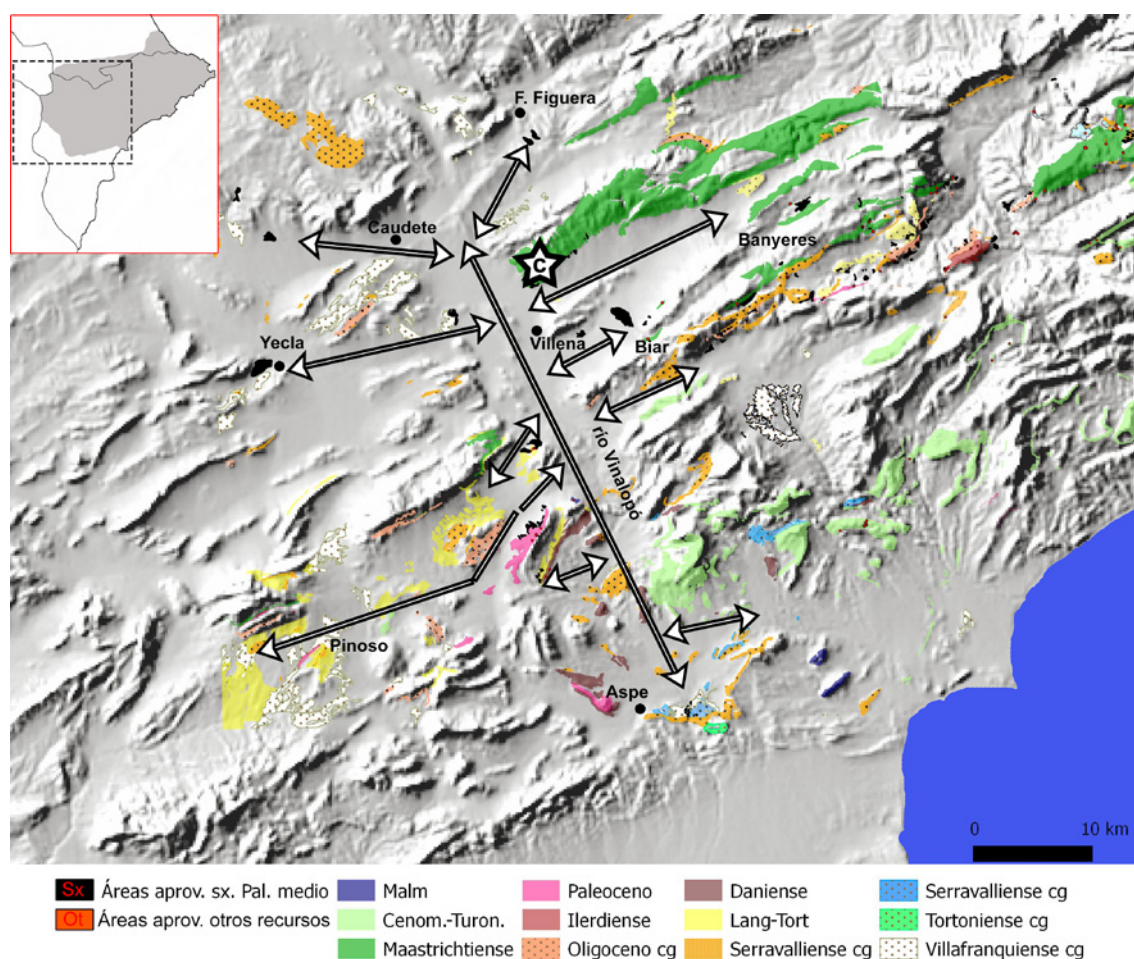 F. Figuera
Caudete
C
Banyeres
Yecla
Villena
Biar
río Vinalopó
Pinoso
Aspe
0 10 km
Sx Áreas aprov. sx. Pal. medio
Ot Áreas aprov. otros recursos
Malm
Cenom.-Turon.
Maastrichtiense
Paleoceno
Ilerdiense
Oligoceno cg
Daniense
Lang-Tort
Serravalliense cg
Serravalliense cg
Tortoniense cg
Villafranquiense cg